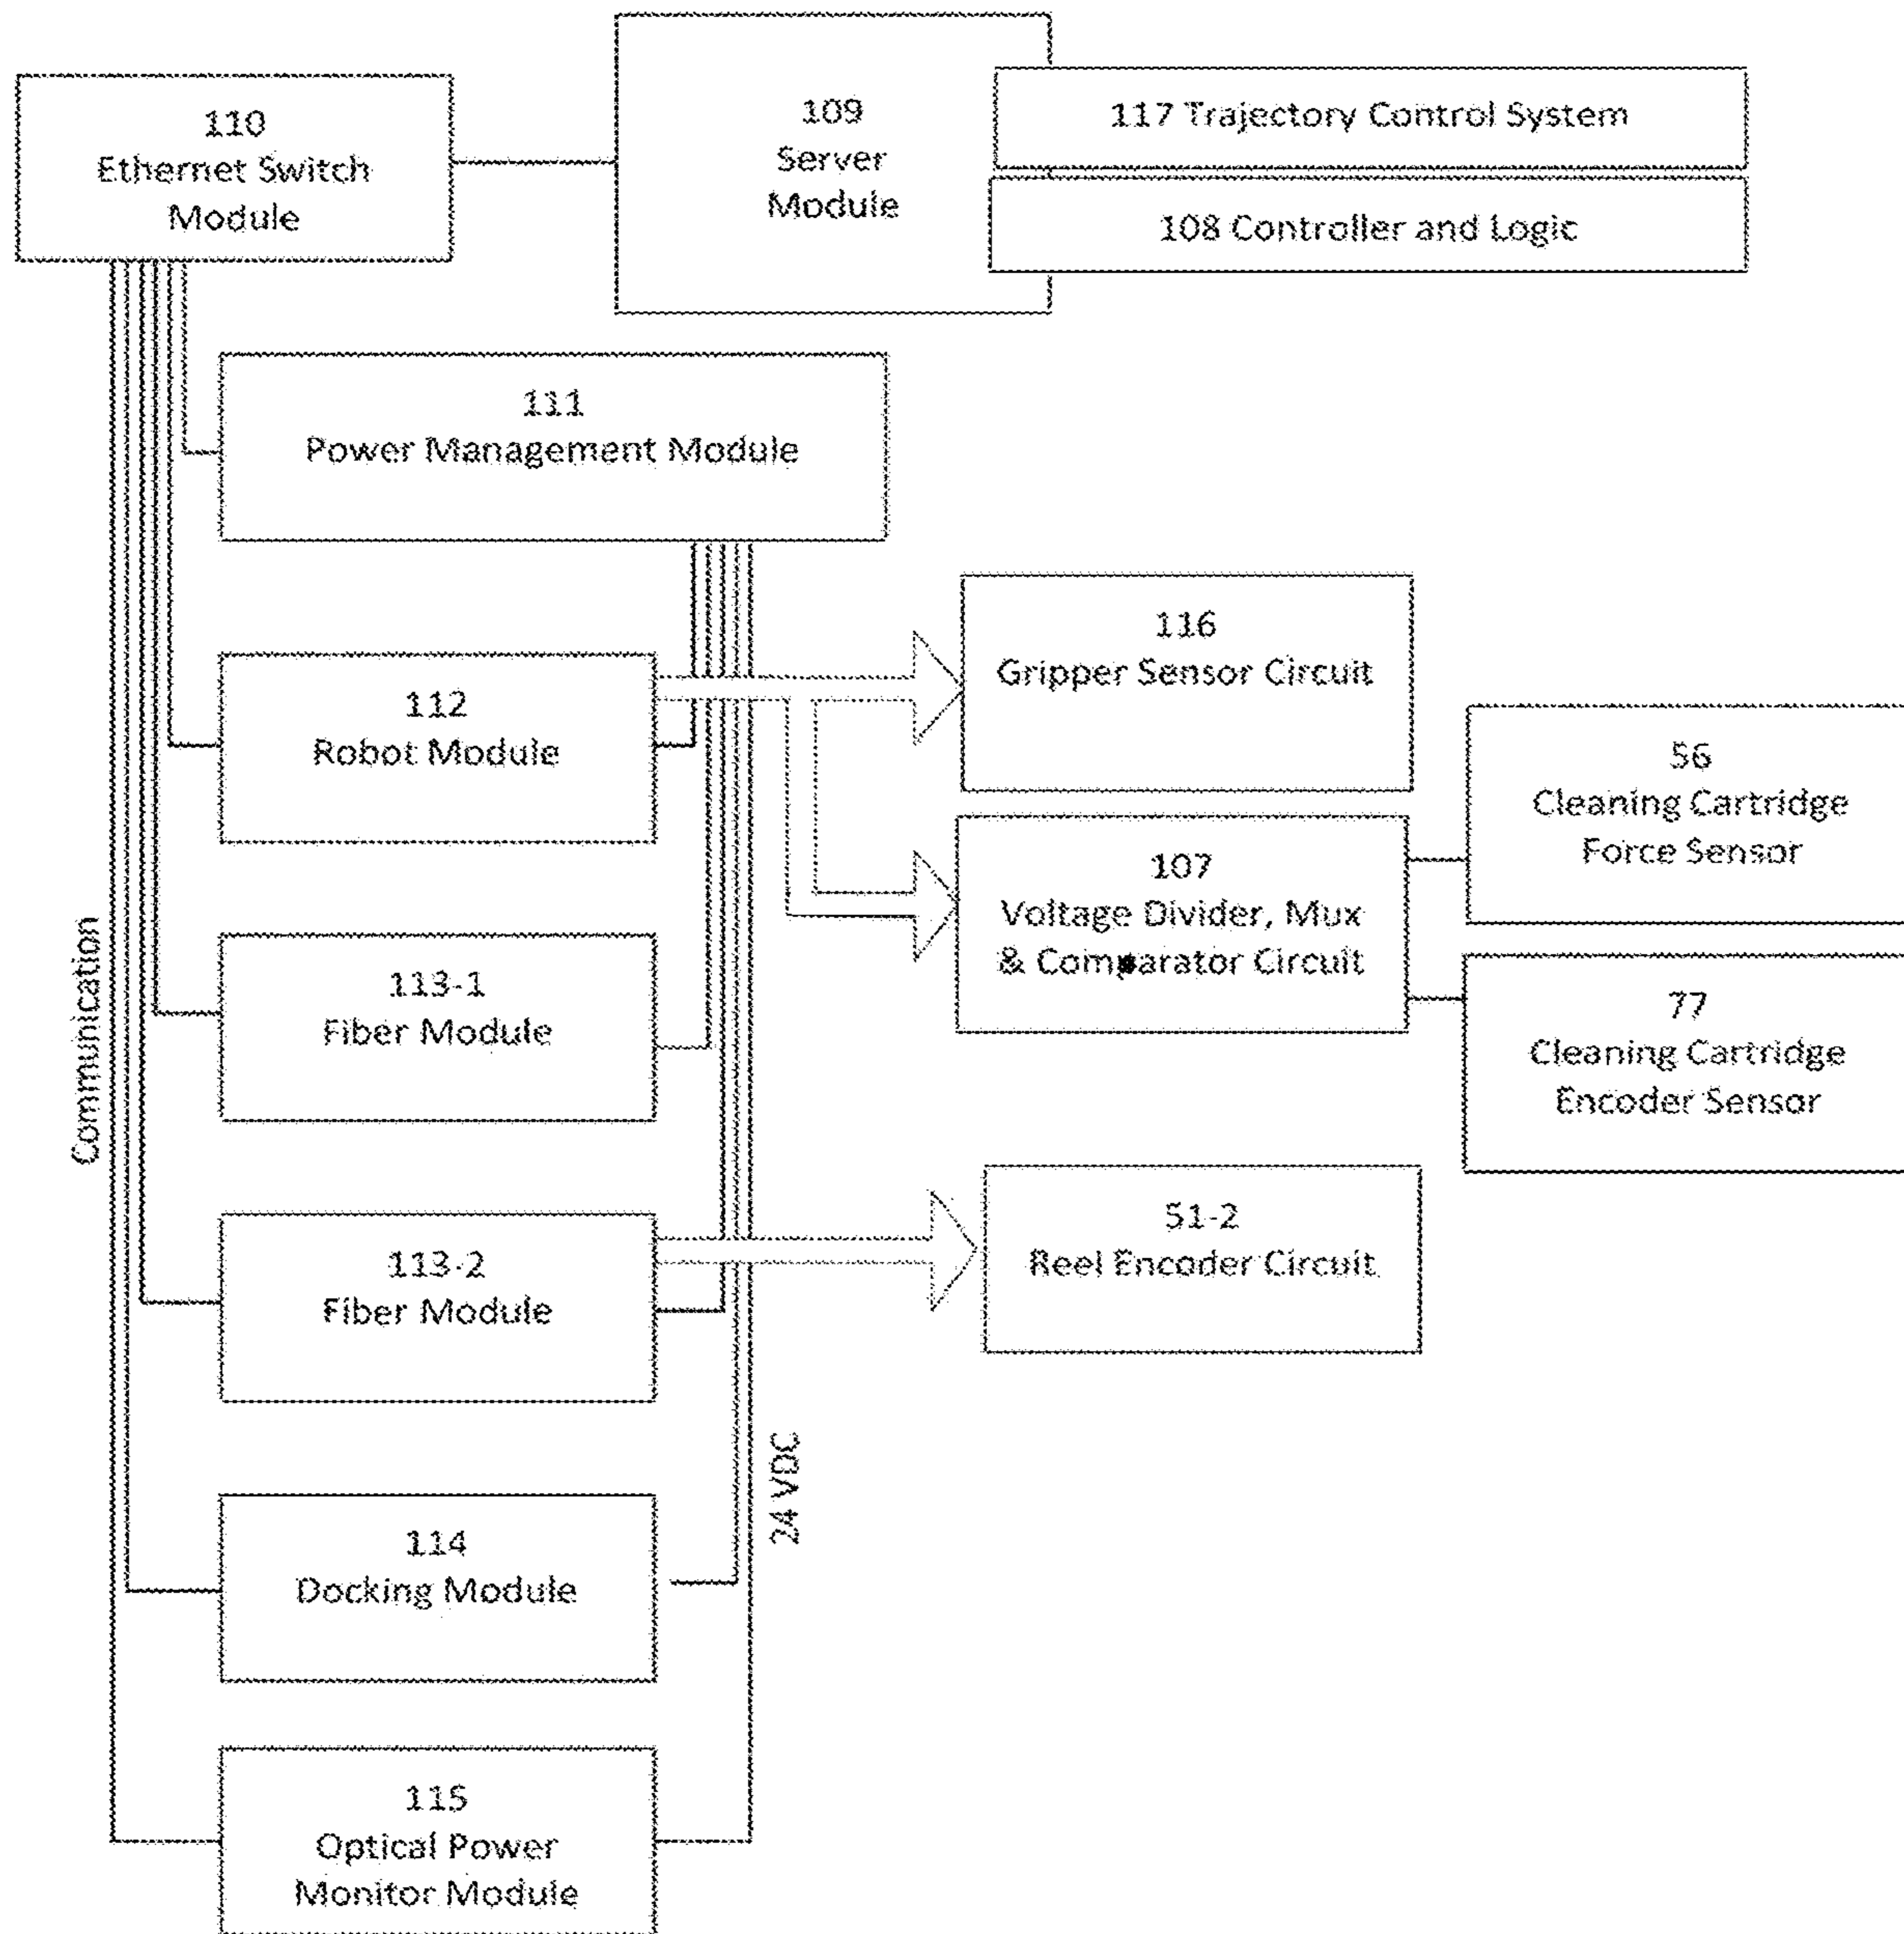 110
Ethernet Switch
Module
109
Server
Module
117 Trajectory Control System
108 Controller and Logic
111
Power Management Module
112
Robot Module
116
Gripper Sensor Circuit
107
Voltage Divider, Mux
& Comparator Circuit
56
Cleaning Cartridge
Force Sensor
77
Cleaning Cartridge
Encoder Sensor
Communication
113-1
Fiber Module
113-2
Fiber Module
51-2
Reel Encoder Circuit
24 VDC
114
Docking Module
115
Optical Power
Monitor Module